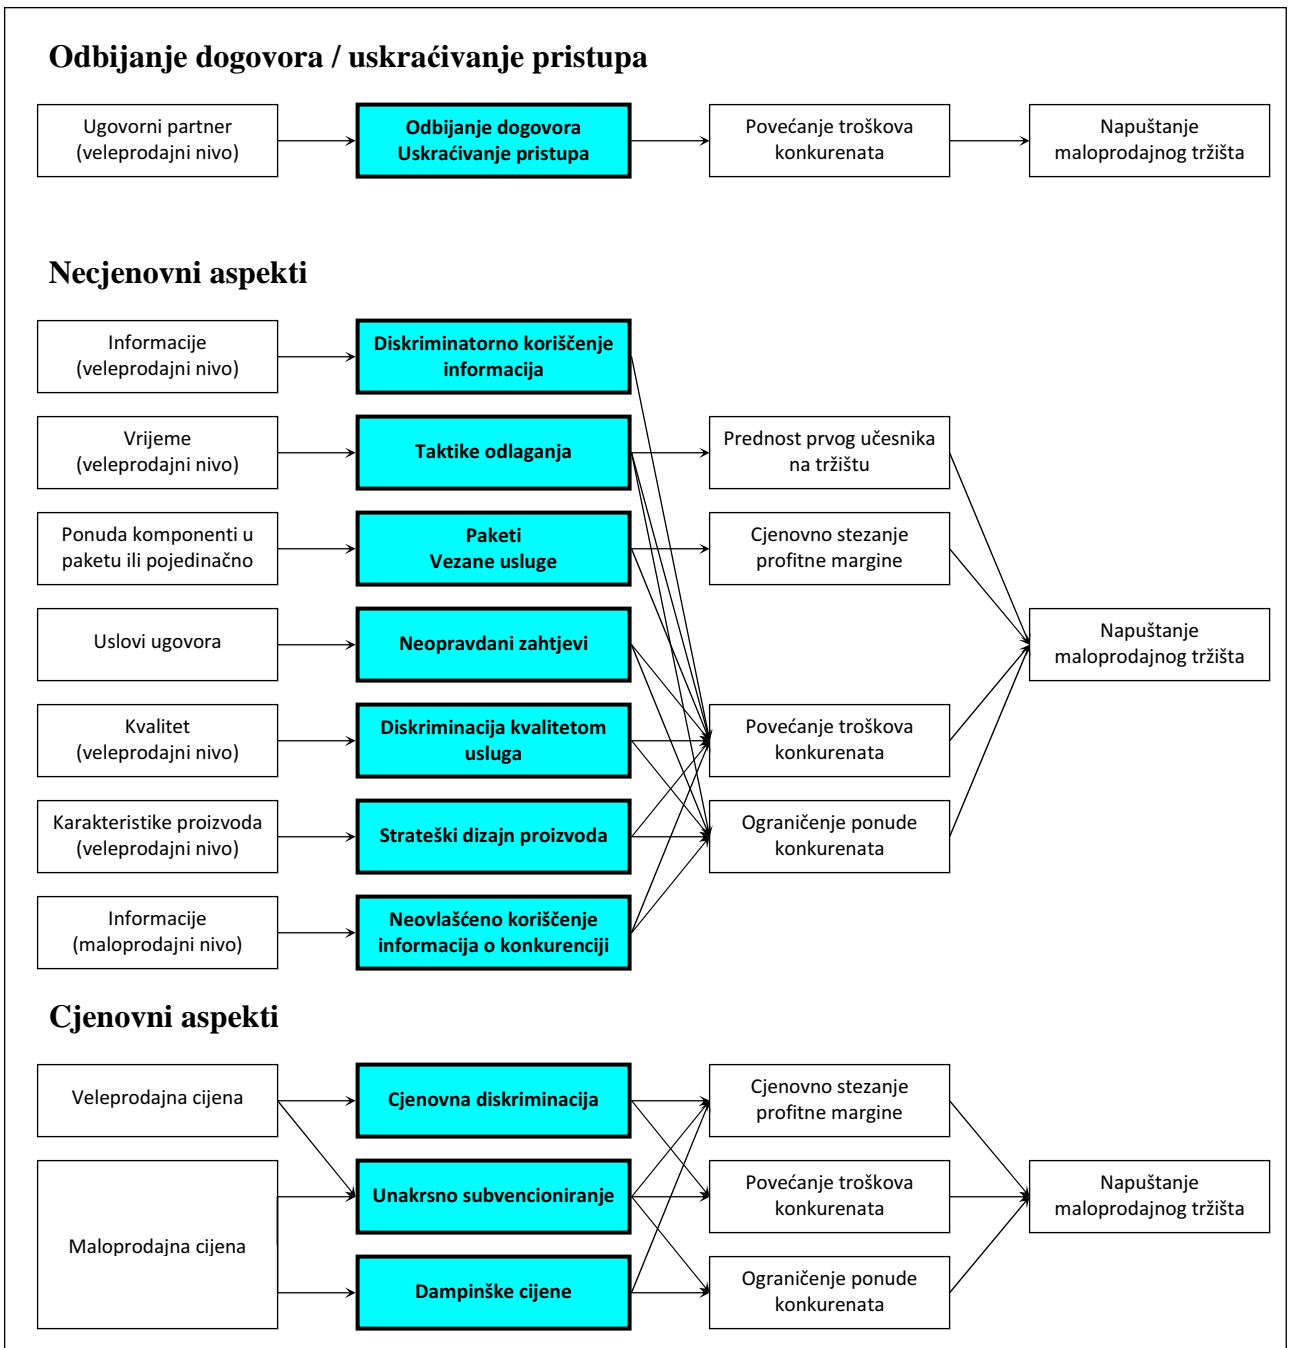 Odbijanje dogovora / uskraćivanje pristupa
Ugovorni partner
(veleprodajni nivo)
Odbijanje dogovora
Uskraćivanje pristupa
Povećanje troškova
konkurenata
Napuštanje
maloprodajnog tržišta
Necjenovni aspekti
Informacije
(veleprodajni nivo)
Diskriminatorno koriščenje
informacija
Vrijeme
(veleprodajni nivo)
Taktike odlaganja
Prednost prvog učesnika
na tržištu
Ponuda komponenti u
paketu ili pojedinačno
Paketi
Vezane usluge
Cjenovno stezanje
profitne margine
Uslovi ugovora
Neopravdani zahtjevi
Napuštanje
maloprodajnog tržišta
Kvalitet
(veleprodajni nivo)
Diskriminacija kvalitetom
usluga
Povećanje troškova
konkurenata
Karakteristike proizvoda
(veleprodajni nivo)
Strateški dizajn proizvoda
Ograničenje ponude
konkurenata
Informacije
(maloprodajni nivo)
Neovlašćeno koriščenje
informacija o konkurenciji
Cjenovni aspekti
Veleprodajna cijena
Cjenovna diskriminacija
Cjenovno stezanje
profitne margine
Maloprodajna cijena
Unakrsno subvencioniranje
Povećanje troškova
konkurenata
Napuštanje
maloprodajnog tržišta
Dampinške cijene
Ograničenje ponude
konkurenata